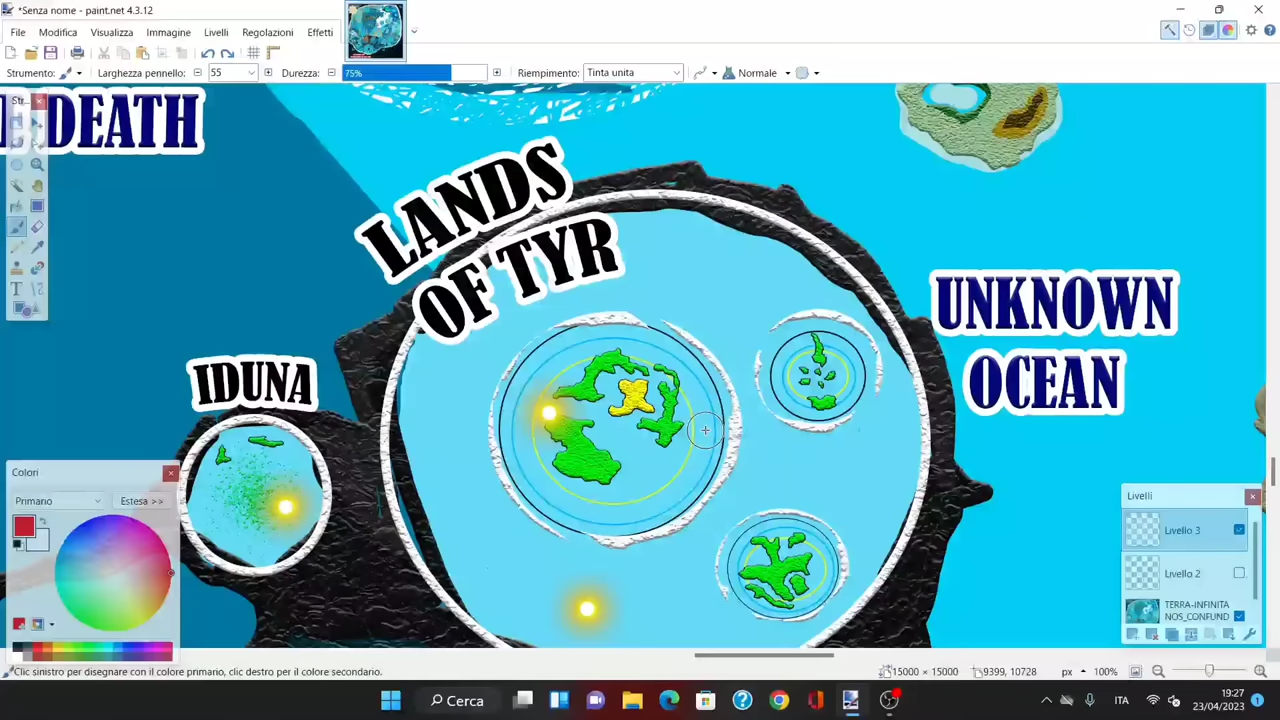 *Senza nome - paint.net 4.3.12
File Modifica Visualizza Immagine Livelli Regolazioni Effetti
Strumento: Larghezza pennello: 55 Durezza: 75% Riempimento: Tinta unita Normale
Str
DEATH
LANDS
OF TYR
UNKNOWN
OCEAN
IDUNA
Colori
Primano Estesa >>
Livelli
Livello 3
Livello 2
TERRA-INFINITA
NOS_CONFUND
Clic sinistro per disegnare con il colore primario, clic destro per il colore secondario.
15000 × 15000 9399, 10728 px 100%
Cerca
ITA
19:27
23/04/2023
1